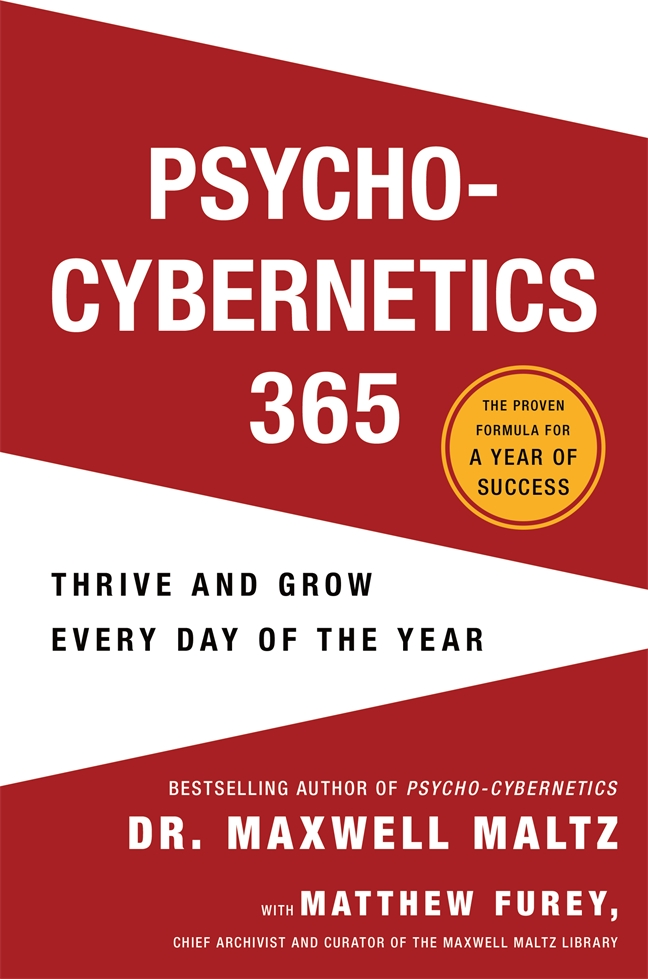 PSYCHO-
CYBERNETICS
365
THE PROVEN
FORMULA FOR
A YEAR OF
SUCCESS
THRIVE AND GROW
EVERY DAY OF THE YEAR
BESTSELLING AUTHOR OF PSYCHO-CYBERNETICS
DR. MAXWELL MALTZ
WITH MATTHEW FUREY,
CHIEF ARCHIVIST AND CURATOR OF THE MAXWELL MALTZ LIBRARY